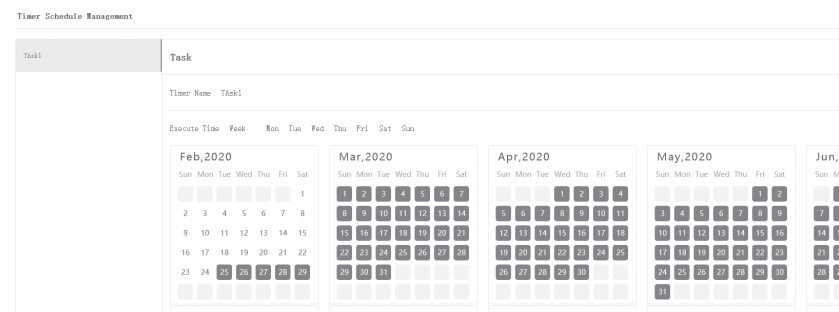 Timer Schedule Management
TAsk1
Task
Timer Name TAsk1
Execute Time Week Mon Tue Wed Thu Fri Sat Sun
Feb,2020 Mar,2020 Apr,2020 May,2020 Jun,
Sun Mon Tue Wed Thu Fri Sat Sun Mon Tue Wed Thu Fri Sat Sun Mon Tue Wed Thu Fri Sat Sun Mon Tue Wed Thu Fri Sat Sun M
1 1 2 3 4 5 6 7 1 2 3 4 1 2
2 3 4 5 6 7 8 8 9 10 11 12 13 14 5 6 7 8 9 10 11 3 4 5 6 7 8 9 7
9 10 11 12 13 14 15 15 16 17 18 19 20 21 12 13 14 15 16 17 18 10 11 12 13 14 15 16 14
16 17 18 19 20 21 22 22 23 24 25 26 27 28 19 20 21 22 23 24 25 17 18 19 20 21 22 23 21
23 24 25 26 27 28 29 29 30 31 26 27 28 29 30 24 25 26 27 28 29 30 28
31